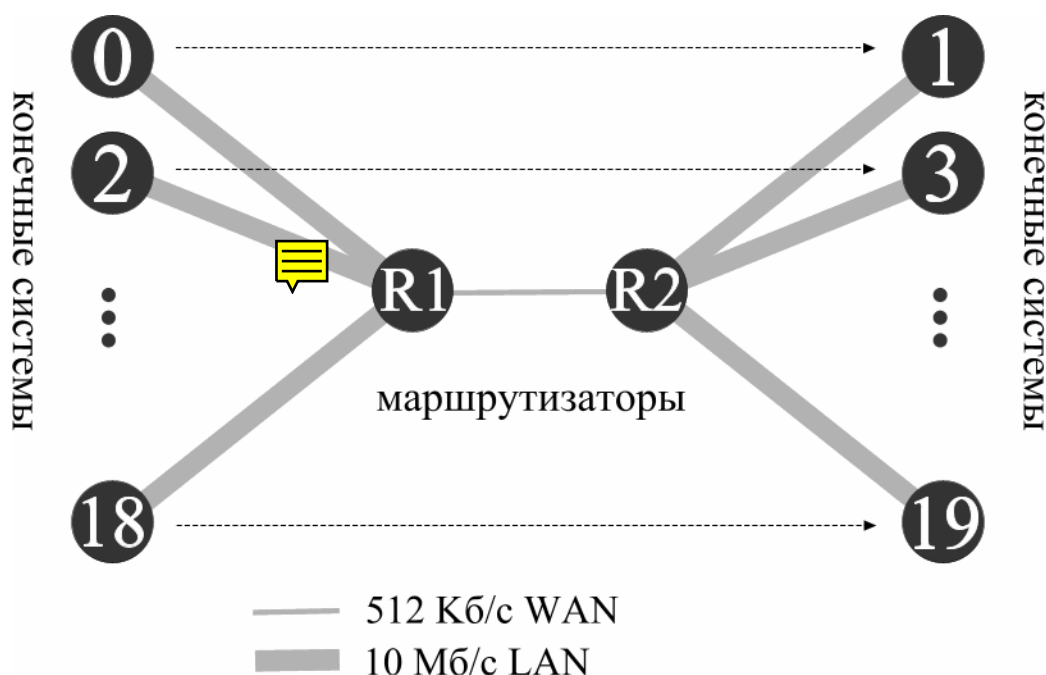 0
1
конечные системы
2
3
конечные системы
R1
R2
маршрутизаторы
18
19
512 Кб/с WAN
10 Мб/с LAN